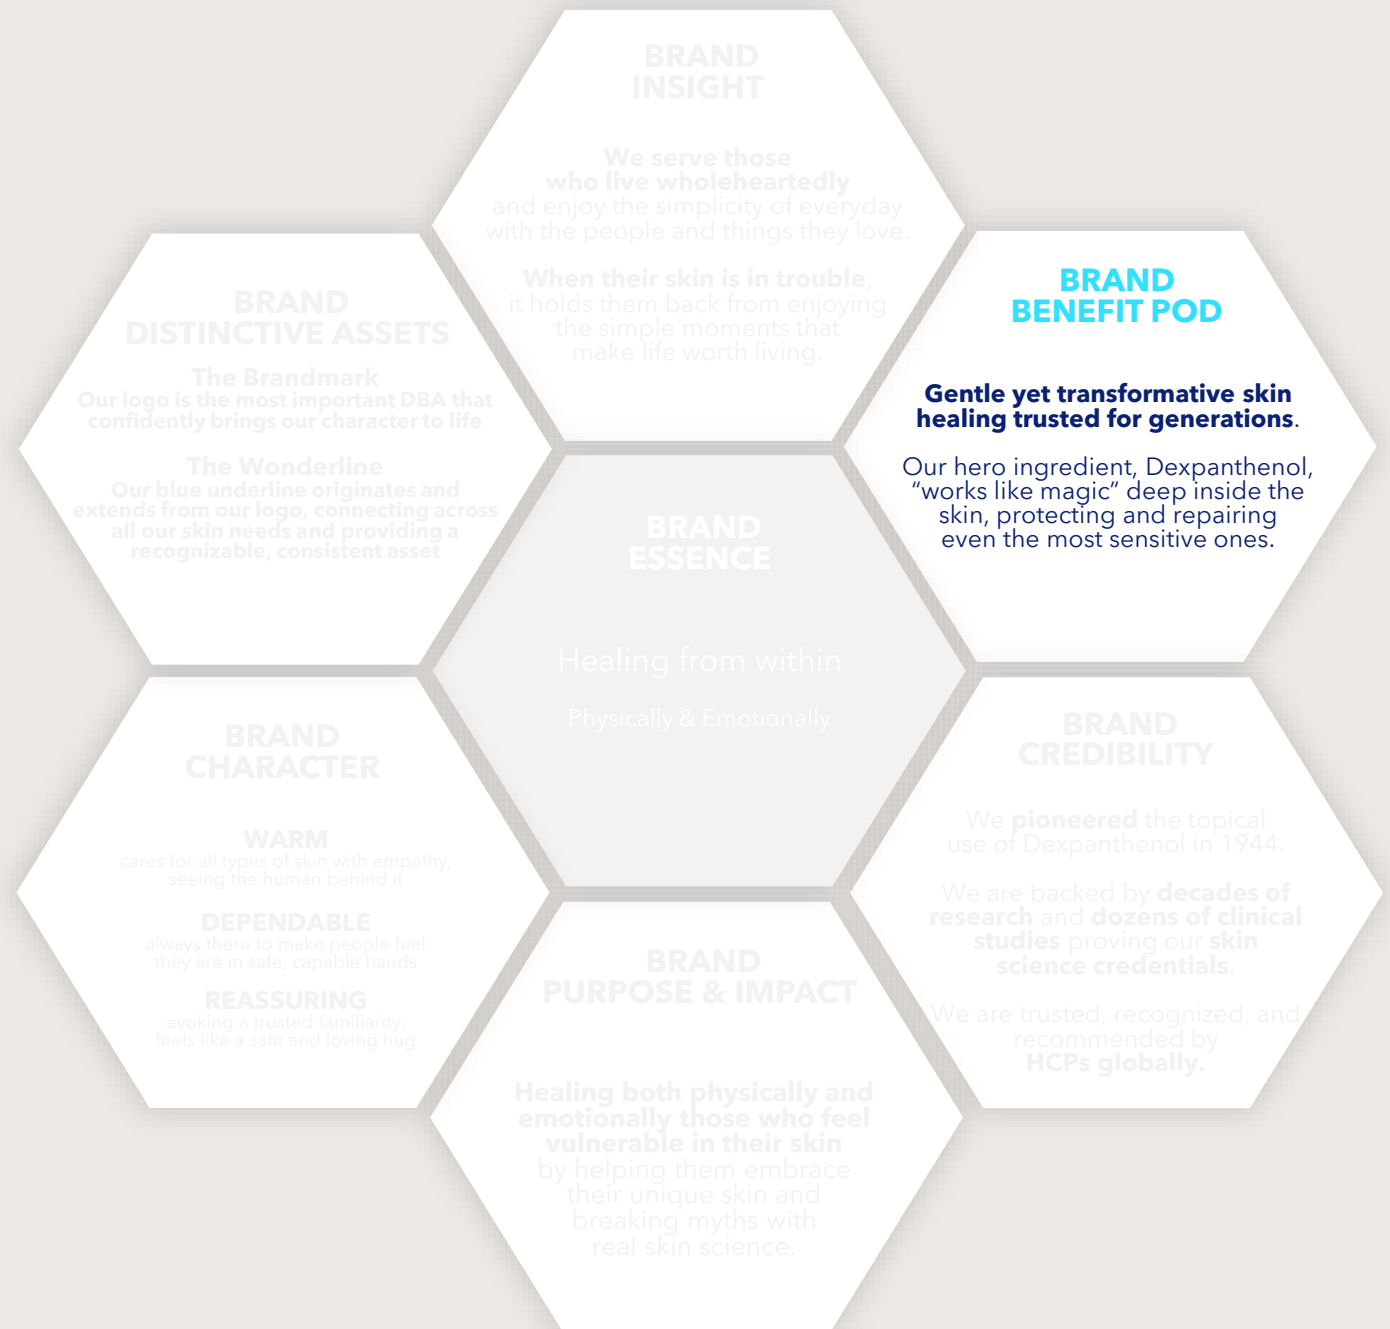 BRAND
INSIGHT
We serve those
who live wholeheartedly
and enjoy the simplicity of everyday
with the people and things they love.
When their skin is in trouble,
it holds them back from enjoying
the simple moments that
make life worth living.
BRAND
DISTINCTIVE ASSETS
The Brandmark
Our logo is the most important DBA that
confidently brings our character to life
The Wonderline
Our blue underline originates and
extends from our logo, connecting across
all our skin needs and providing a
recognizable, consistent asset
BRAND
BENEFIT POD
Gentle yet transformative skin
healing trusted for generations.
Our hero ingredient, Dexpanthenol,
“works like magic” deep inside the
skin, protecting and repairing
even the most sensitive ones.
BRAND
ESSENCE
Healing from within
Physically & Emotionally
BRAND
CHARACTER
WARM
cares for all types of skin with empathy,
seeing the human behind it
DEPENDABLE
always there to make people feel
they are in safe, capable hands
REASSURING
evoking a trusted familiarity,
feels like a safe and loving hug
BRAND
CREDIBILITY
We pioneered the topical
use of Dexpanthenol in 1944.
We are backed by decades of
research and dozens of clinical
studies proving our skin
science credentials.
We are trusted, recognized, and
recommended by
HCPs globally.
BRAND
PURPOSE & IMPACT
Healing both physically and
emotionally those who feel
vulnerable in their skin
by helping them embrace
their unique skin and
breaking myths with
real skin science.